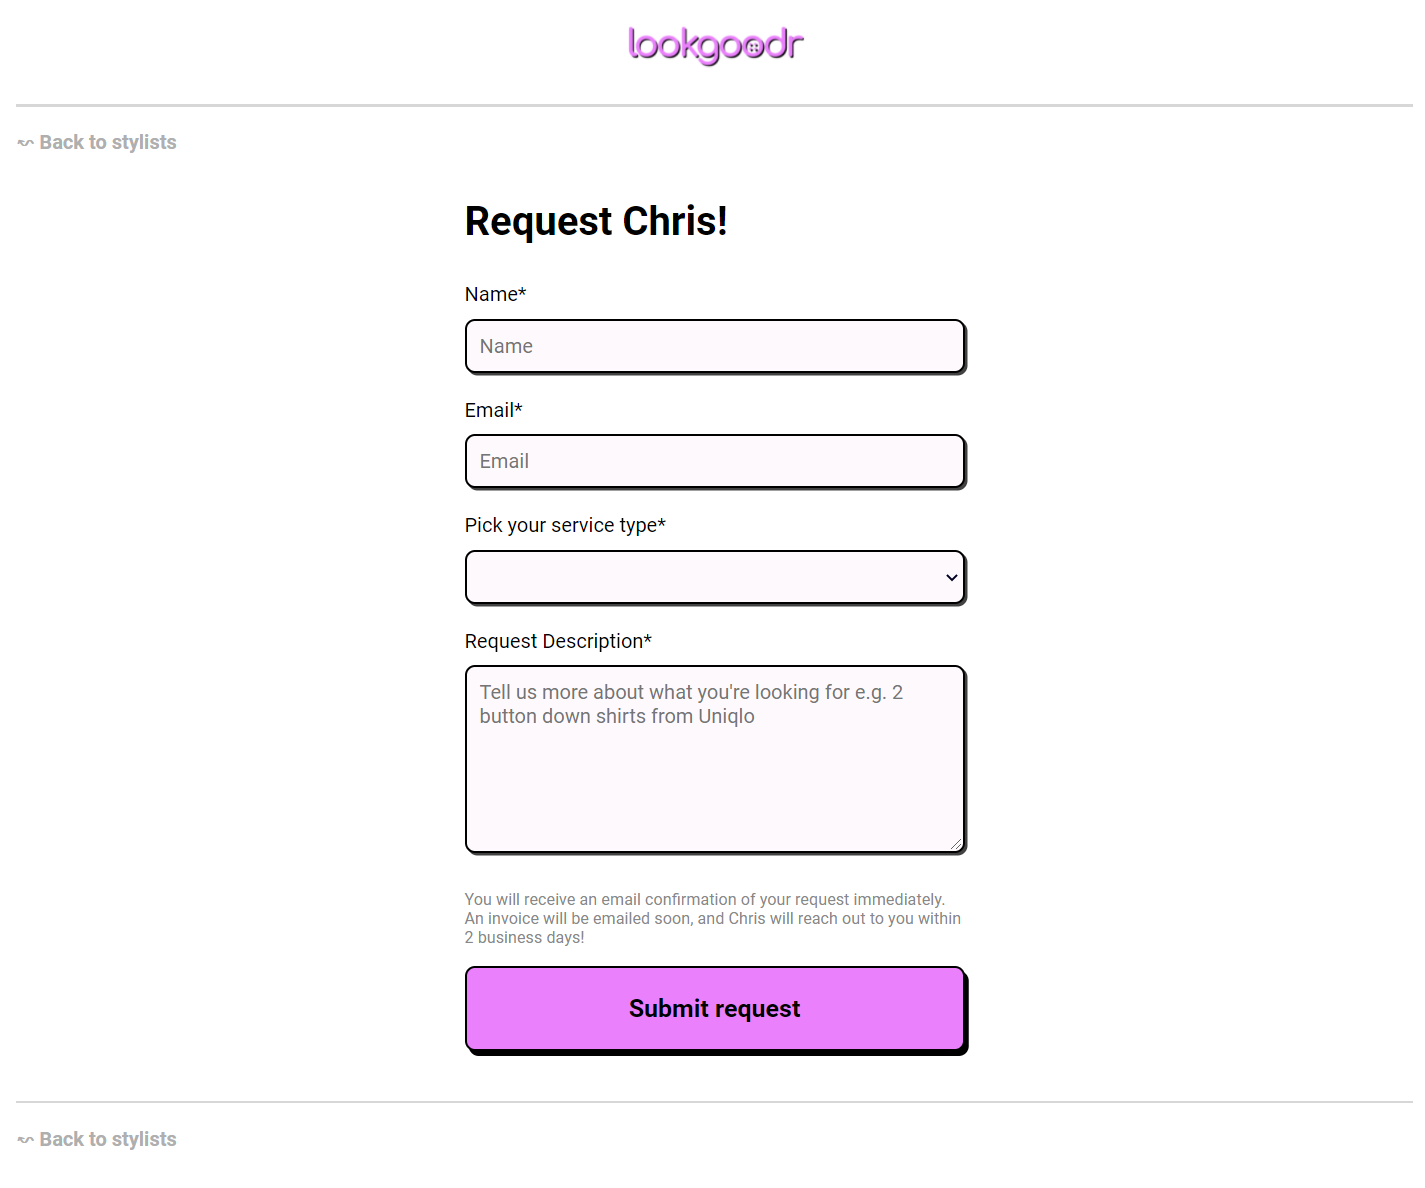 lookgoodr
Back to stylists
Request Chris!
Name*
Name
Email*
Email
Pick your service type*
Request Description*
Tell us more about what you're looking for e.g. 2
button down shirts from Uniqlo
You will receive an email confirmation of your request immediately.
An invoice will be emailed soon, and Chris will reach out to you within
2 business days!
Submit request
Back to stylists